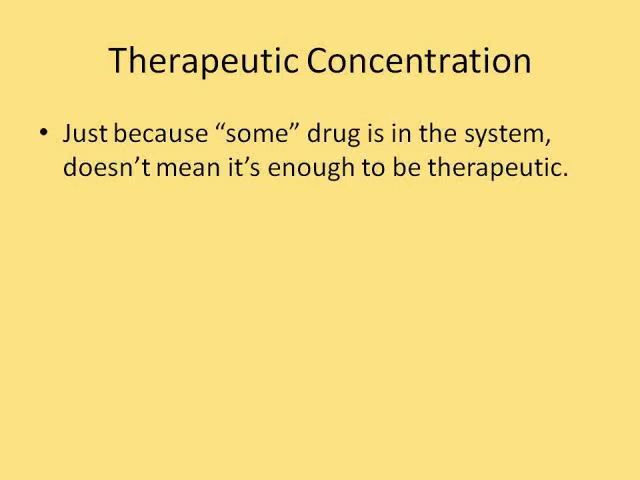 Therapeutic Concentration
• Just because “some” drug is in the system,
doesn’t mean it’s enough to be therapeutic.